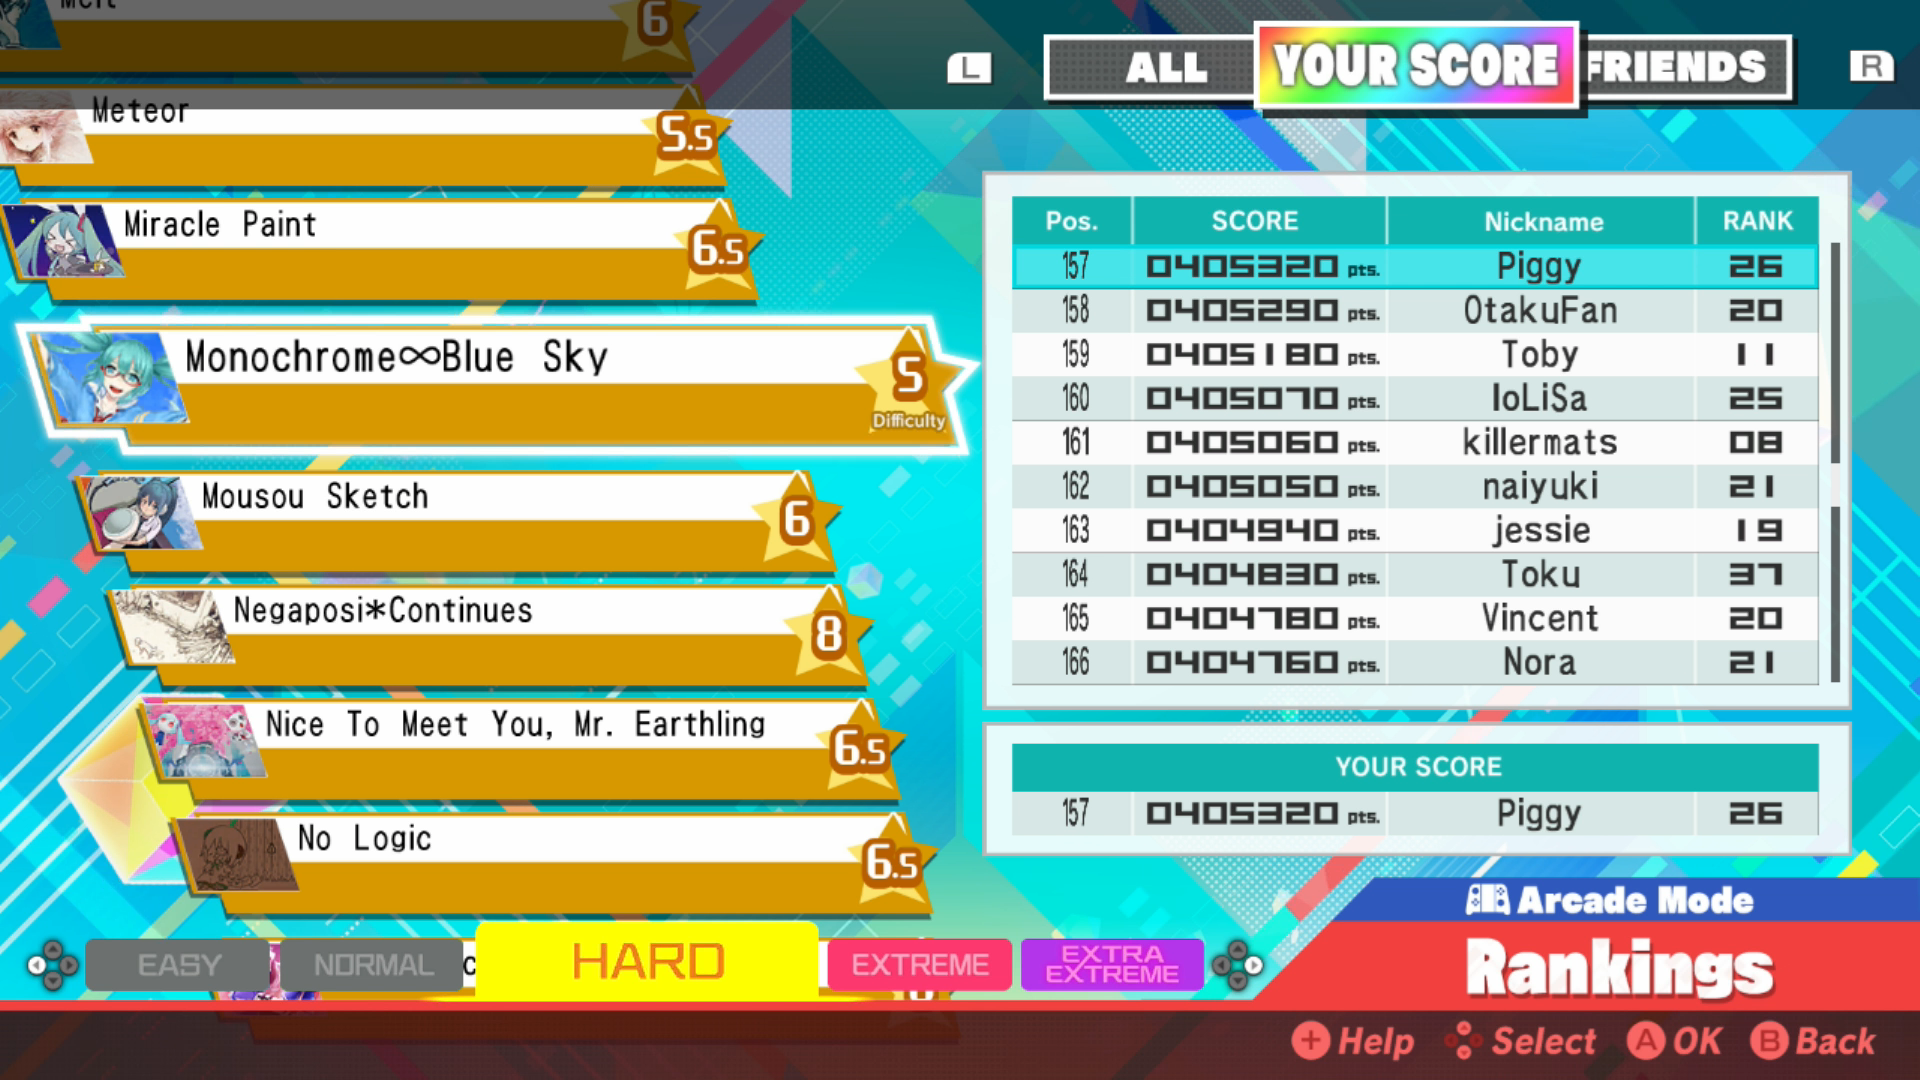 Melt
6
L
ALL
YOUR SCORE
FRIENDS
R
Meteor
5.5
Miracle Paint
6.5
Monochrome∞Blue Sky
5
Difficulty
Mousou Sketch
6
Negaposi*Continues
8
Nice To Meet You, Mr. Earthling
6.5
No Logic
6.5
Pos. SCORE Nickname RANK
157 0405320 pts. Piggy 26
158 0405290 pts. OtakuFan 20
159 0405180 pts. Toby 11
160 0405070 pts. loLiSa 25
161 0405060 pts. killermats 08
162 0405050 pts. naiyuki 21
163 0404940 pts. jessie 19
164 0404830 pts. Toku 37
165 0404780 pts. Vincent 20
166 0404760 pts. Nora 21
YOUR SCORE
157 0405320 pts. Piggy 26
Arcade Mode
Rankings
EASY
NORMAL
HARD
EXTREME
EXTRA
EXTREME
+ Help Select A OK B Back